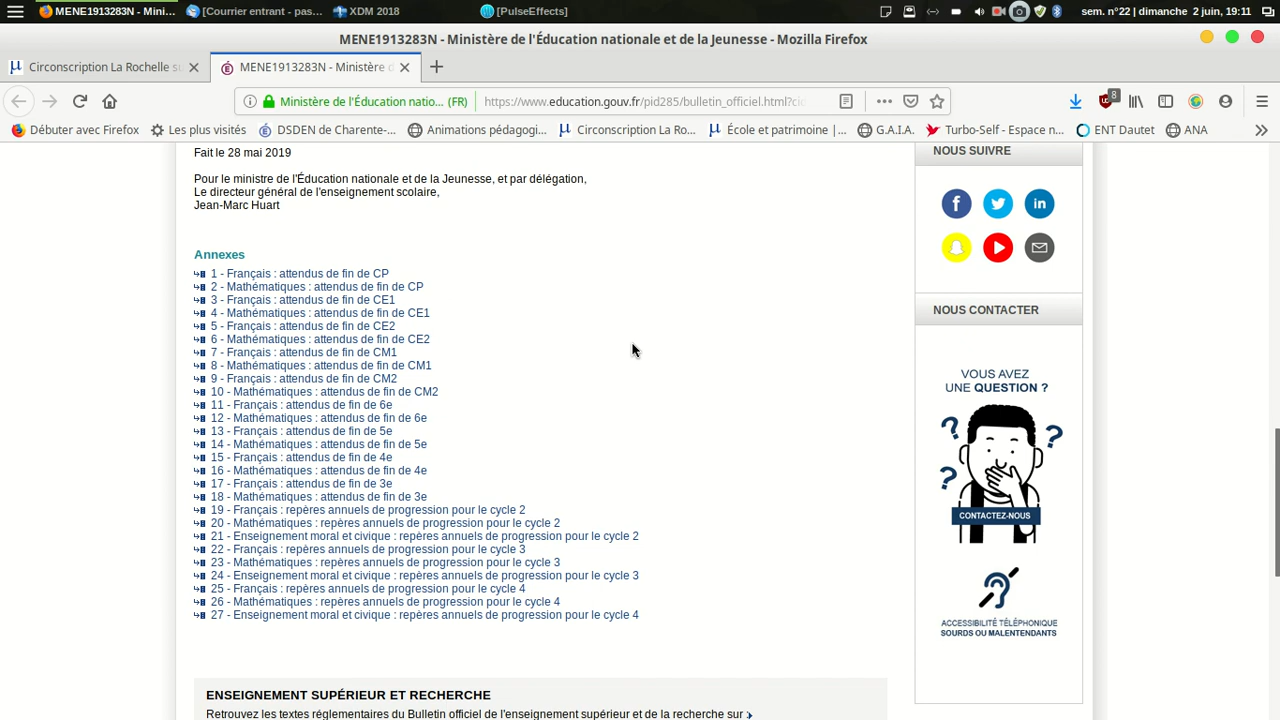 MENE1913283N - Mini...
[Courrier entrant - pas...
XDM 2018
[PulseEffects]
sem. n°22 | dimanche 2 juin, 19:11
MENE1913283N - Ministère de l'Éducation nationale et de la Jeunesse - Mozilla Firefox
Circonscription La Rochelle s
MENE1913283N - Ministère d
Ministère de l'Éducation natio... (FR)
https://www.education.gouv.fr/pid285/bulletin_officiel.html?ci
8
Débuter avec Firefox
Les plus visités
DSDEN de Charente-...
Animations pédagogi...
Circonscription La Ro...
École et patrimoine |...
G.A.I.A.
Turbo-Self - Espace n...
ENT Dautet
ANA
Fait le 28 mai 2019
Pour le ministre de l'Éducation nationale et de la Jeunesse, et par délégation,
Le directeur général de l'enseignement scolaire,
Jean-Marc Huart
Annexes
1 - Français : attendus de fin de CP
2 - Mathématiques : attendus de fin de CP
3 - Français : attendus de fin de CE1
4 - Mathématiques : attendus de fin de CE1
5 - Français : attendus de fin de CE2
6 - Mathématiques : attendus de fin de CE2
7 - Français : attendus de fin de CM1
8 - Mathématiques : attendus de fin de CM1
9 - Français : attendus de fin de CM2
10 - Mathématiques : attendus de fin de CM2
11 - Français : attendus de fin de 6e
12 - Mathématiques : attendus de fin de 6e
13 - Français : attendus de fin de 5e
14 - Mathématiques : attendus de fin de 5e
15 - Français : attendus de fin de 4e
16 - Mathématiques : attendus de fin de 4e
17 - Français : attendus de fin de 3e
18 - Mathématiques : attendus de fin de 3e
19 - Français : repères annuels de progression pour le cycle 2
20 - Mathématiques : repères annuels de progression pour le cycle 2
21 - Enseignement moral et civique : repères annuels de progression pour le cycle 2
22 - Français : repères annuels de progression pour le cycle 3
23 - Mathématiques : repères annuels de progression pour le cycle 3
24 - Enseignement moral et civique : repères annuels de progression pour le cycle 3
25 - Français : repères annuels de progression pour le cycle 4
26 - Mathématiques : repères annuels de progression pour le cycle 4
27 - Enseignement moral et civique : repères annuels de progression pour le cycle 4
ENSEIGNEMENT SUPÉRIEUR ET RECHERCHE
Retrouvez les textes réglementaires du Bulletin officiel de l'enseignement supérieur et de la recherche sur :
NOUS SUIVRE
NOUS CONTACTER
VOUS AVEZ
UNE QUESTION ?
CONTACTEZ-NOUS
ACCESSIBILITÉ TÉLÉPHONIQUE
SOURDS OU MALENTENDANTS